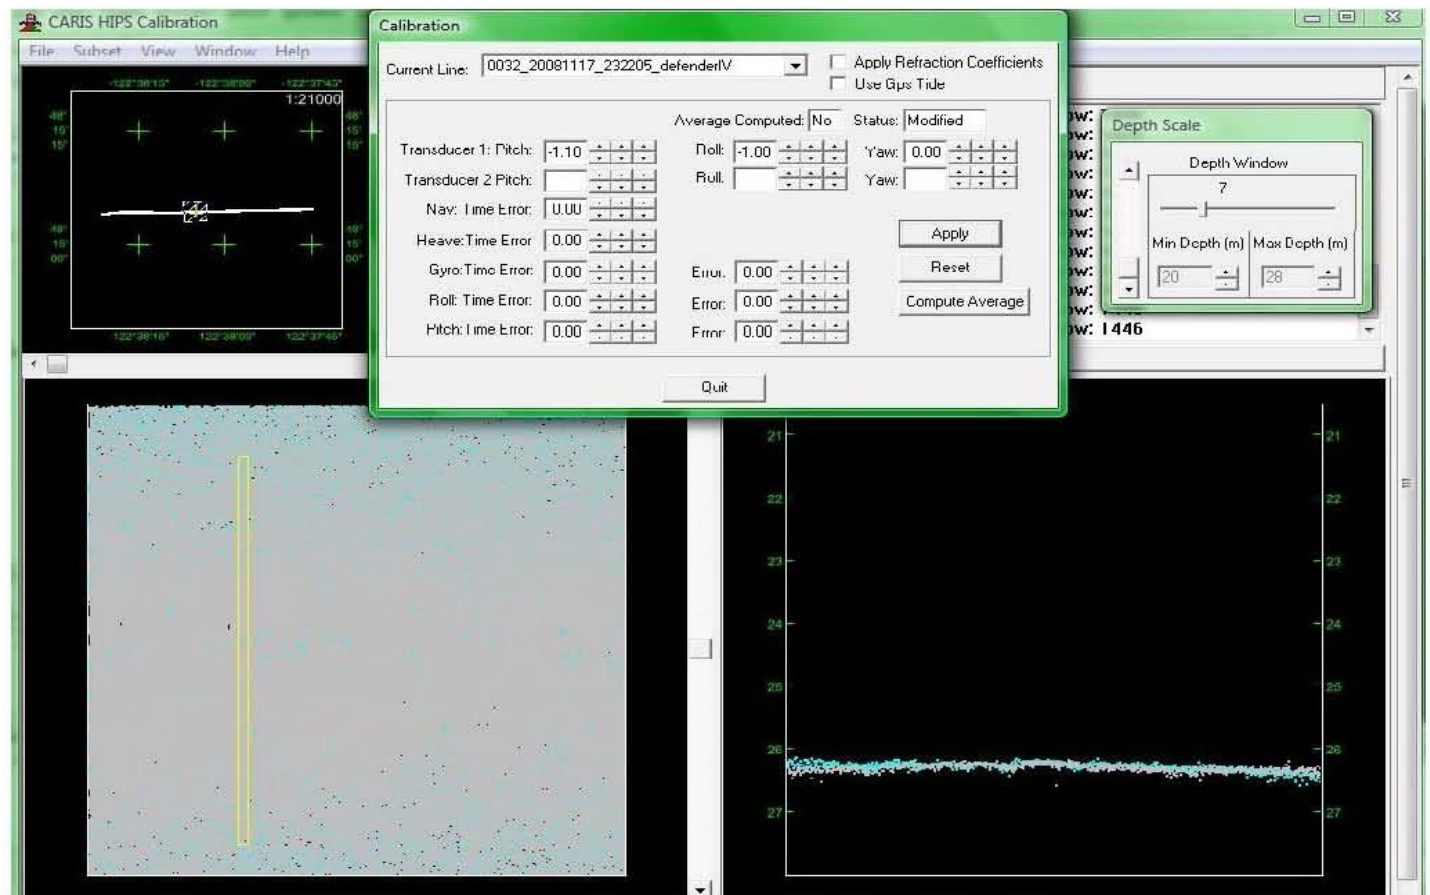 CARIS HIPS Calibration
File Subset View Window Help
Calibration
Current Line: 0032_20081117_232205_defenderIV
Apply Refraction Coefficients
Use Gps Tide
Average Computed: No Status: Modified
Transducer 1: Pitch: -1.10 Roll: -1.00 Yaw: 0.00
Transducer 2 Pitch: Roll: Yaw:
Nav: Time Error: 0.00
Heave: Time Error 0.00
Gyro: Time Error: 0.00 Error: 0.00
Roll: Time Error: 0.00 Error: 0.00
Pitch: Time Error: 0.00 Error: 0.00
Apply
Reset
Compute Average
Quit
1:21000
Depth Scale
Depth Window
7
Min Depth (m) Max Depth (m)
20 28
ow: 1446
21 21
22 22
23 23
24 24
25 25
26 26
27 27